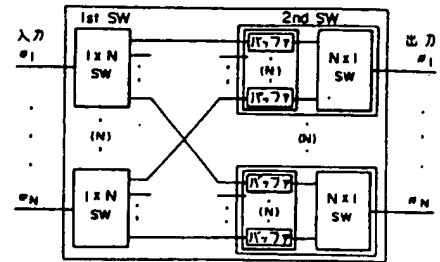 1st SW
2nd SW
入力
出力
#1
1 x N
SW
バッファ
(N)
バッファ
N x 1
SW
#1
(N)
(N)
#N
1 x N
SW
バッファ
(N)
バッファ
N x 1
SW
#N